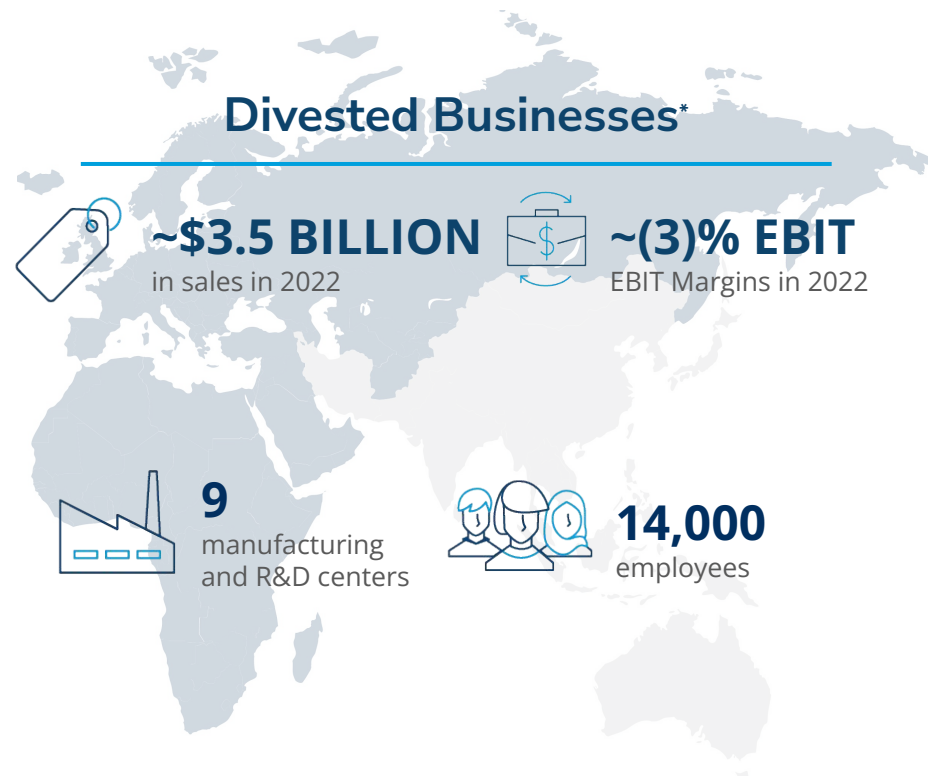 Divested Businesses*
~$3.5 BILLION
in sales in 2022
~(3)% EBIT
EBIT Margins in 2022
9
manufacturing
and R&D centers
14,000
employees